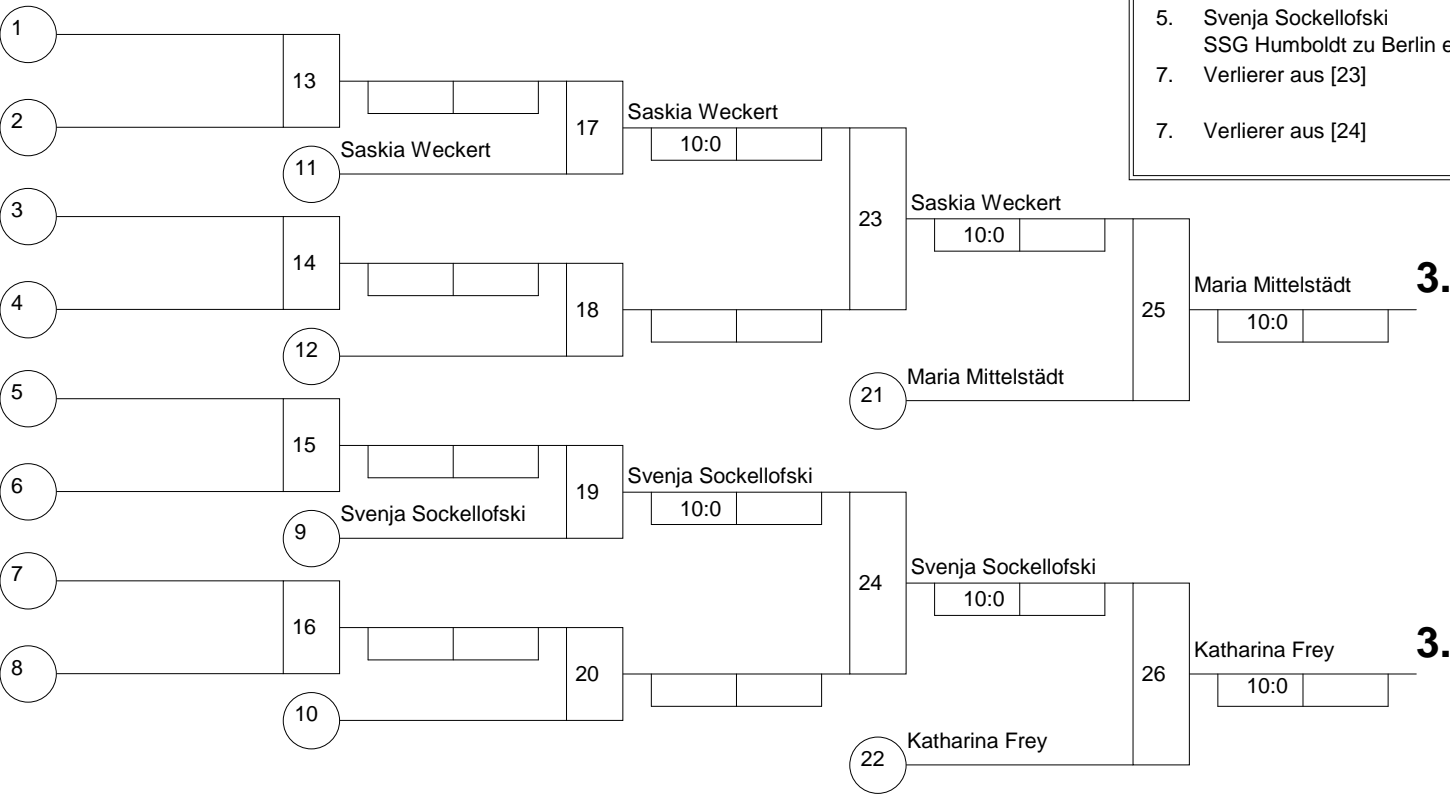 5. Svenja Sockellofski
SSG Humboldt zu Berlin e
7. Verlierer aus [23]
7. Verlierer aus [24]
1
13
2
Saskia Weckert
17
10:0
11
Saskia Weckert
3
Saskia Weckert
23
10:0
14
4
18
Maria Mittelstädt
3.
25
10:0
12
5
Maria Mittelstädt
21
15
6
Svenja Sockellofski
19
10:0
9
Svenja Sockellofski
7
Svenja Sockellofski
24
10:0
16
8
20
Katharina Frey
3.
26
10:0
10
Katharina Frey
22